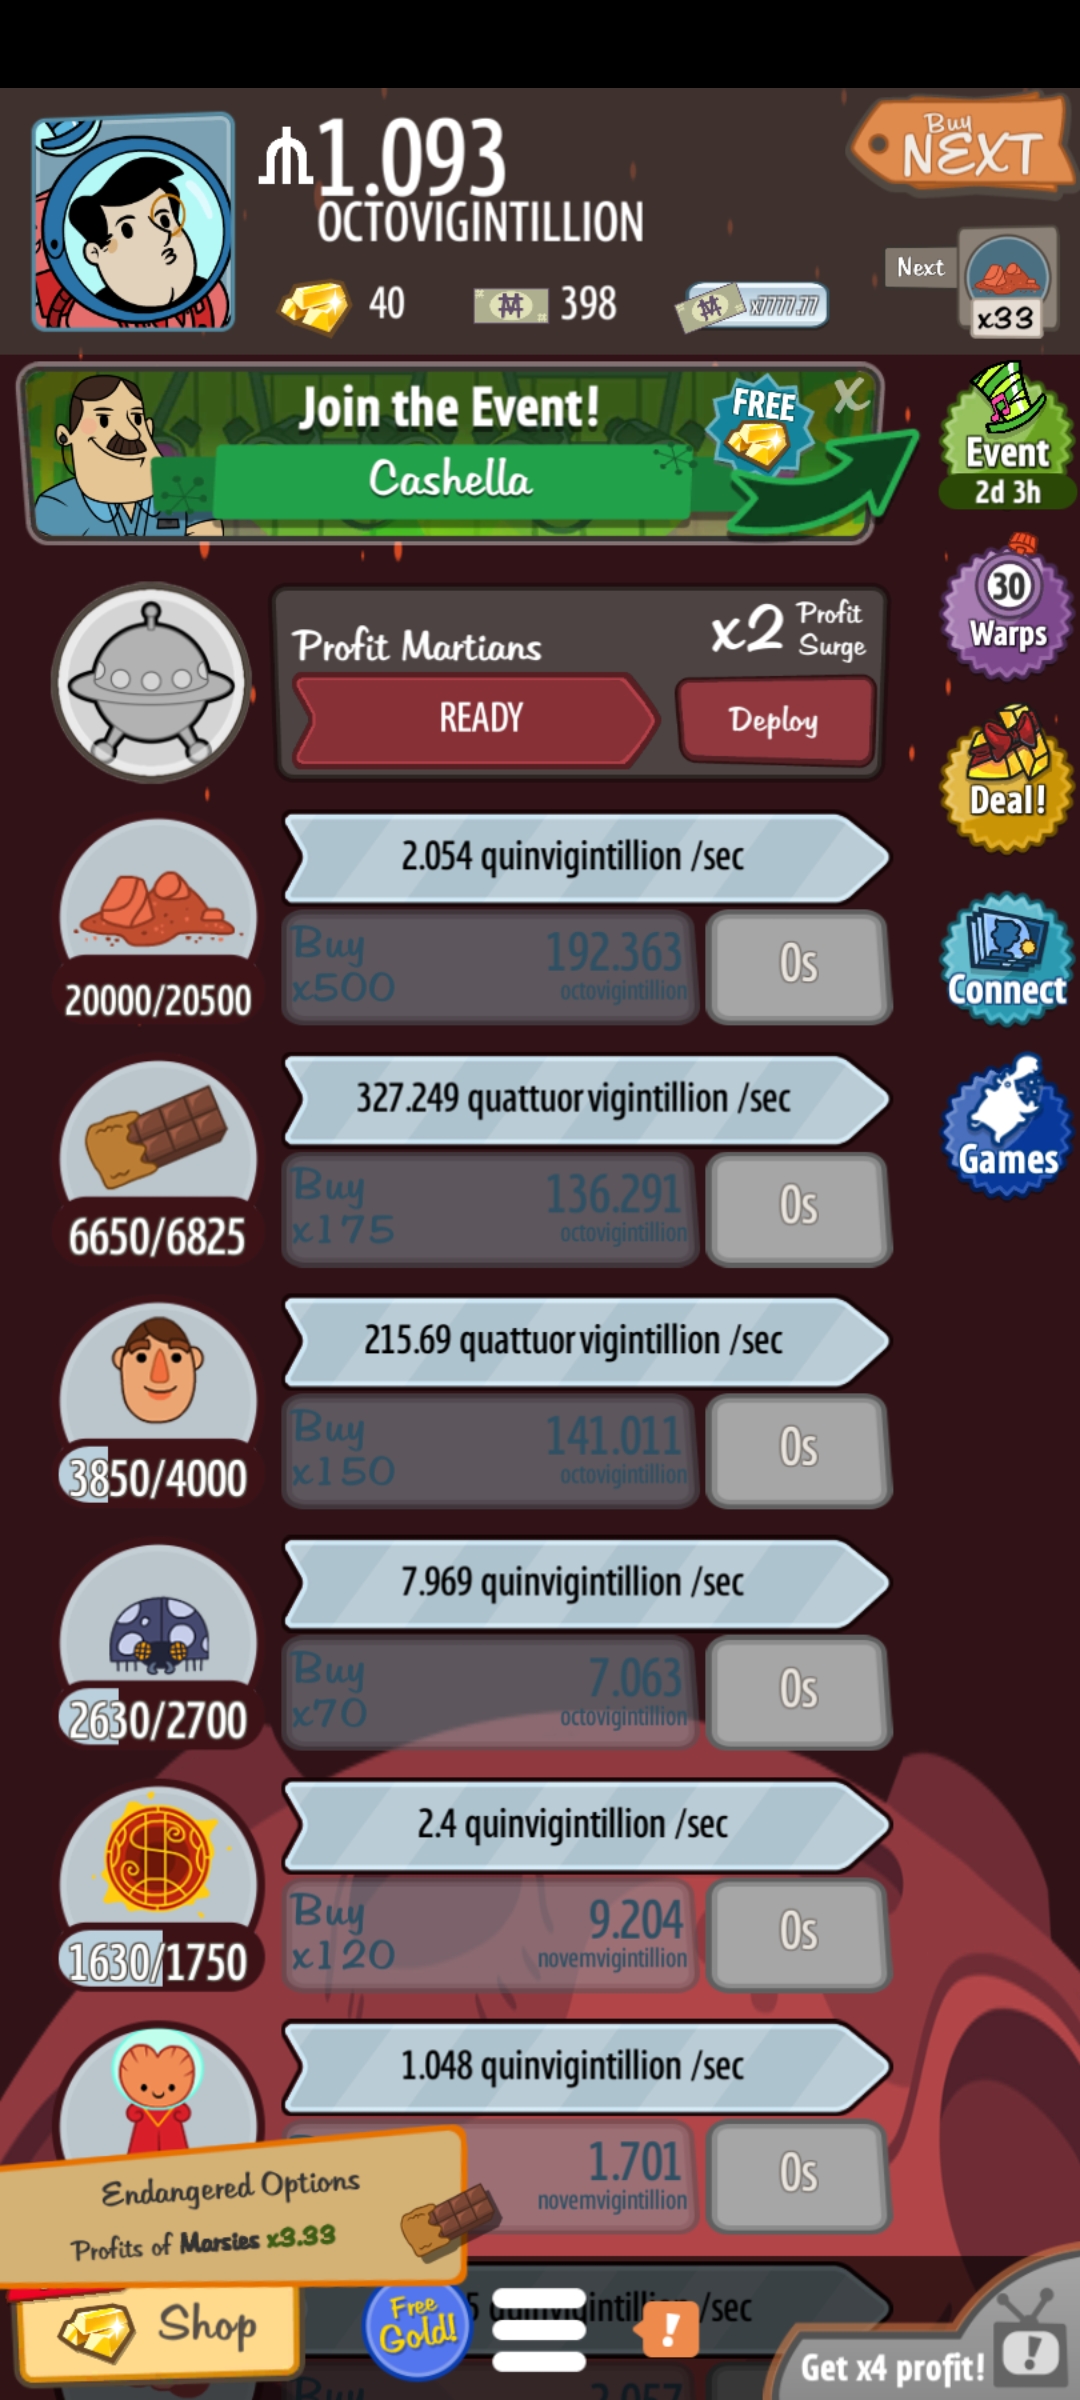 1.093
OCTOVIGINTILLION
Buy
NEXT
40
398
x7777.77
Next
x33
Join the Event!
FREE
X
Cashella
Event
2d 3h
30
Warps
Profit Martians
x2 Profit
Surge
READY
Deploy
Deal!
2.054 quinvigintillion /sec
Buy
x500
192.363
octovigintillion
0s
20000/20500
Connect
327.249 quattuorvigintillion /sec
Buy
x175
136.291
octovigintillion
0s
6650/6825
Games
215.69 quattuorvigintillion /sec
Buy
x150
141.011
octovigintillion
0s
3850/4000
7.969 quinvigintillion /sec
Buy
x70
7.063
octovigintillion
0s
2630/2700
2.4 quinvigintillion /sec
Buy
x120
9.204
novemvigintillion
0s
1630/1750
1.048 quinvigintillion /sec
1.701
novemvigintillion
0s
Endangered Options
Profits of Marsies x3.33
Shop
Free
Gold!
/sec
!
Get x4 profit!
!
Buy